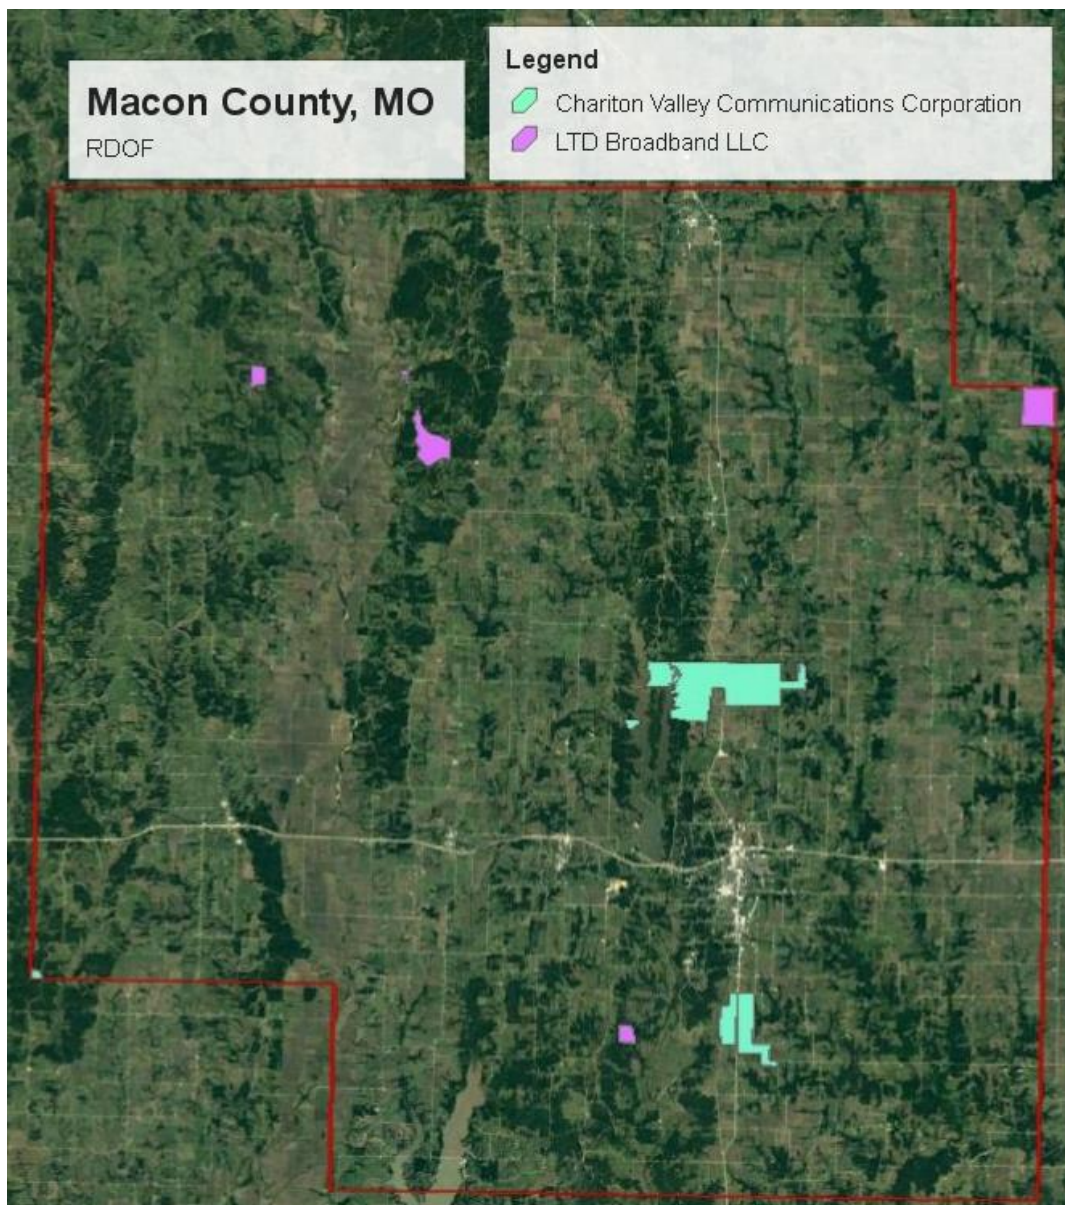 Macon County, MO
RDOF
Legend
Chariton Valley Communications Corporation
LTD Broadband LLC